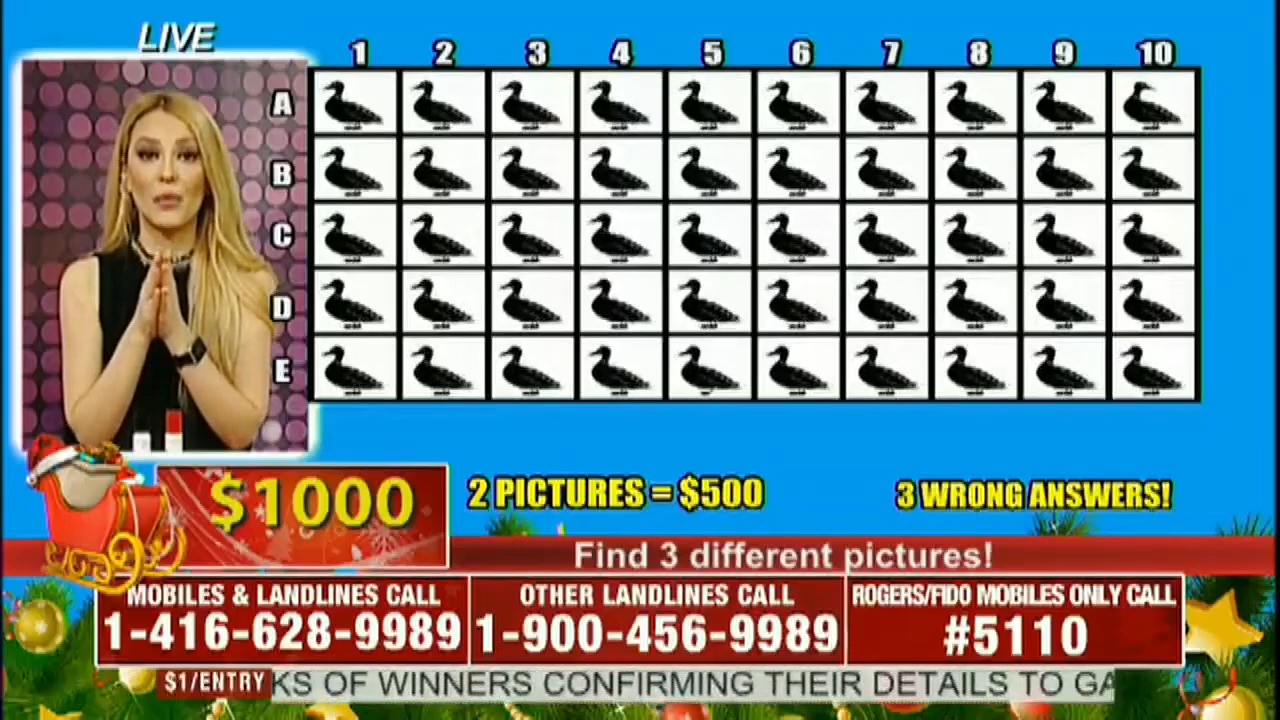 LIVE
1 2 3 4 5 6 7 8 9 10
A
B
C
D
E
$1000
2 PICTURES = $500
3 WRONG ANSWERS!
Find 3 different pictures!
MOBILES & LANDLINES CALL
1-416-628-9989
OTHER LANDLINES CALL
1-900-456-9989
ROGERS/FIDO MOBILES ONLY CALL
#5110
$1/ENTRY
KS OF WINNERS CONFIRMING THEIR DETAILS TO GA